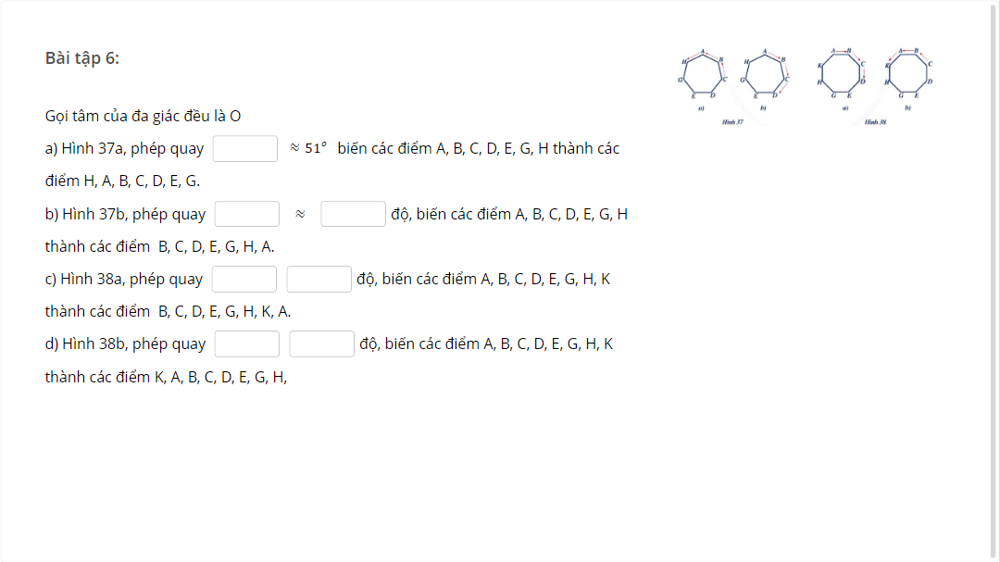 Bài tập 6:
Gọi tâm của đa giác đều là O
a) Hình 37a, phép quay ≈ 51° biến các điểm A, B, C, D, E, G, H thành các
điểm H, A, B, C, D, E, G.
b) Hình 37b, phép quay ≈ độ, biến các điểm A, B, C, D, E, G, H
thành các điểm B, C, D, E, G, H, A.
c) Hình 38a, phép quay độ, biến các điểm A, B, C, D, E, G, H, K
thành các điểm B, C, D, E, G, H, K, A.
d) Hình 38b, phép quay độ, biến các điểm A, B, C, D, E, G, H, K
thành các điểm K, A, B, C, D, E, G, H,
A
H B
G C
E D
a)
A
H B
G C
E D
b)
Hình 37
A B
K C
H D
G E
a)
A B
K C
H D
G E
b)
Hình 38